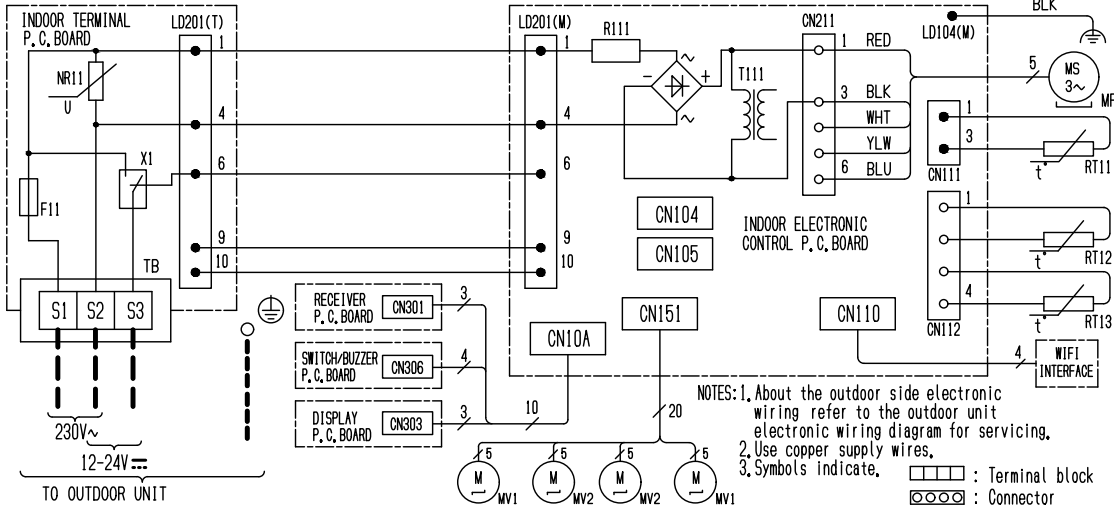 INDOOR TERMINAL
P.C.BOARD
LD201(T)
LD201(M)
R111
CN211
LD104(M)
BLK
NR11
U
1
4
6
9
10
X1
F11
TB
S1 S2 S3
230V~
12-24V
TO OUTDOOR UNIT
1
4
6
9
10
~
~
-
+
T111
1 RED
3 BLK
WHT
YLW
6 BLU
5
MS
3~
MF
1
3
CN111
t°
RT11
1
4
CN112
t°
RT12
t°
RT13
CN104
CN105
INDOOR ELECTRONIC
CONTROL P.C.BOARD
CN151
CN10A
CN110
4
WIFI
INTERFACE
RECEIVER
P.C.BOARD
CN301
3
SWITCH/BUZZER
P.C.BOARD
CN306
4
DISPLAY
P.C.BOARD
CN303
3
10
20
5
5
5
5
M
M
M
M
MV1
MV2
MV2
MV1
NOTES:1.About the outdoor side electronic
wiring refer to the outdoor unit
electronic wiring diagram for servicing.
2.Use copper supply wires.
3.Symbols indicate.
: Terminal block
: Connector